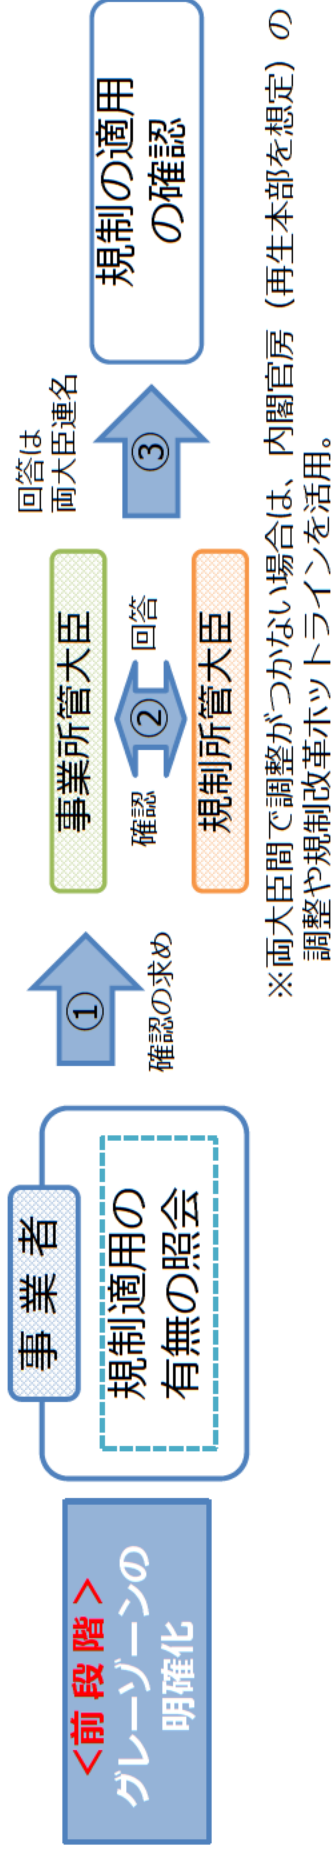 <前段階>
グレーゾーンの
明確化
事業者
規制適用の
有無の照会
①
確認の求め
事業所管大臣
確認
②
回答
規制所管大臣
回答は
両大臣連名
③
規制の適用
の確認
※両大臣間で調整がつかない場合は、内閣官房（再生本部を想定）の
調整や規制改革ホットラインを活用。